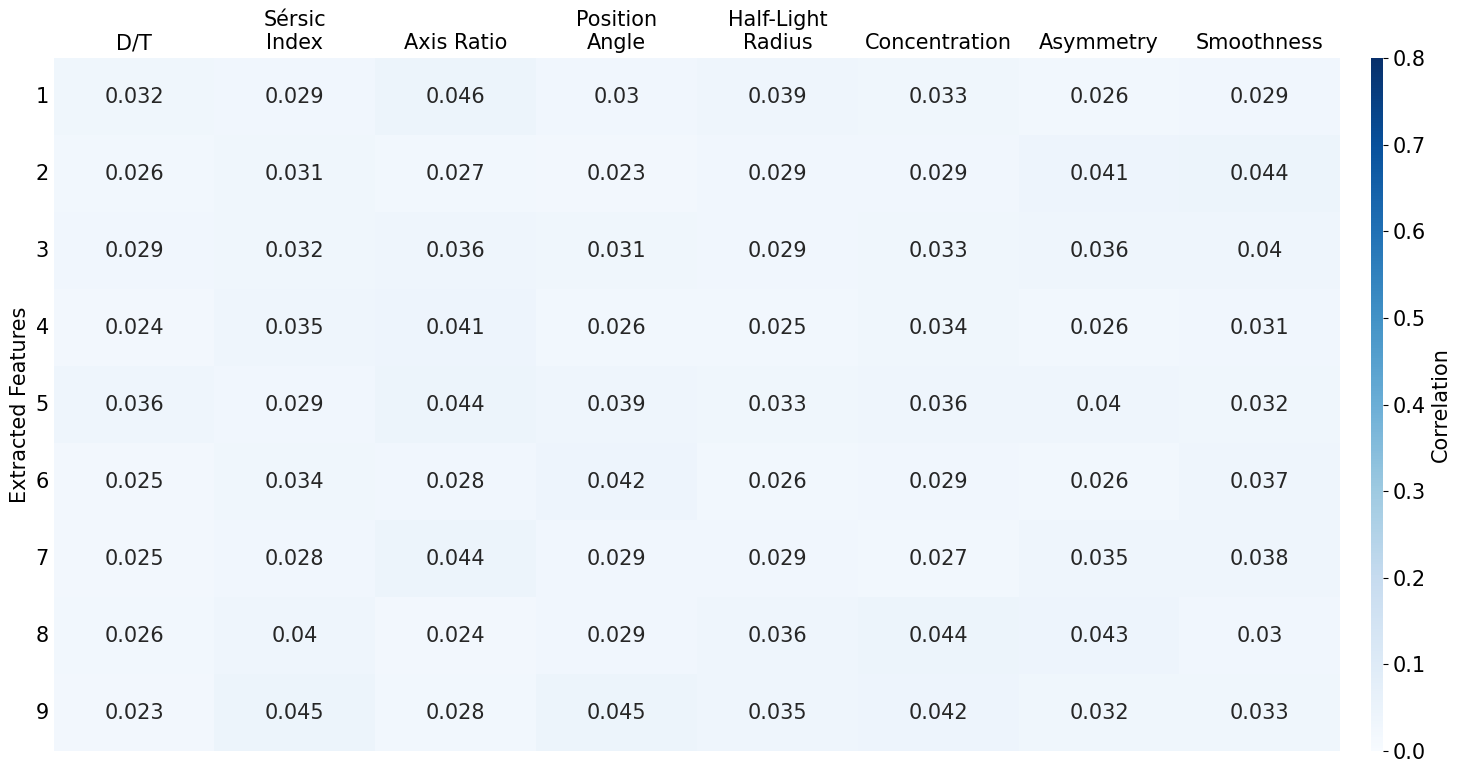 Sérsic
Index
Position
Angle
Half-Light
Radius
D/T
Axis Ratio
Concentration
Asymmetry
Smoothness
1 0.032 0.029 0.046 0.03 0.039 0.033 0.026 0.029
2 0.026 0.031 0.027 0.023 0.029 0.029 0.041 0.044
3 0.029 0.032 0.036 0.031 0.029 0.033 0.036 0.04
4 0.024 0.035 0.041 0.026 0.025 0.034 0.026 0.031
5 0.036 0.029 0.044 0.039 0.033 0.036 0.04 0.032
6 0.025 0.034 0.028 0.042 0.026 0.029 0.026 0.037
7 0.025 0.028 0.044 0.029 0.029 0.027 0.035 0.038
8 0.026 0.04 0.024 0.029 0.036 0.044 0.043 0.03
9 0.023 0.045 0.028 0.045 0.035 0.042 0.032 0.033
Extracted Features
0.8
0.7
0.6
0.5
0.4
0.3
0.2
0.1
0.0
Correlation